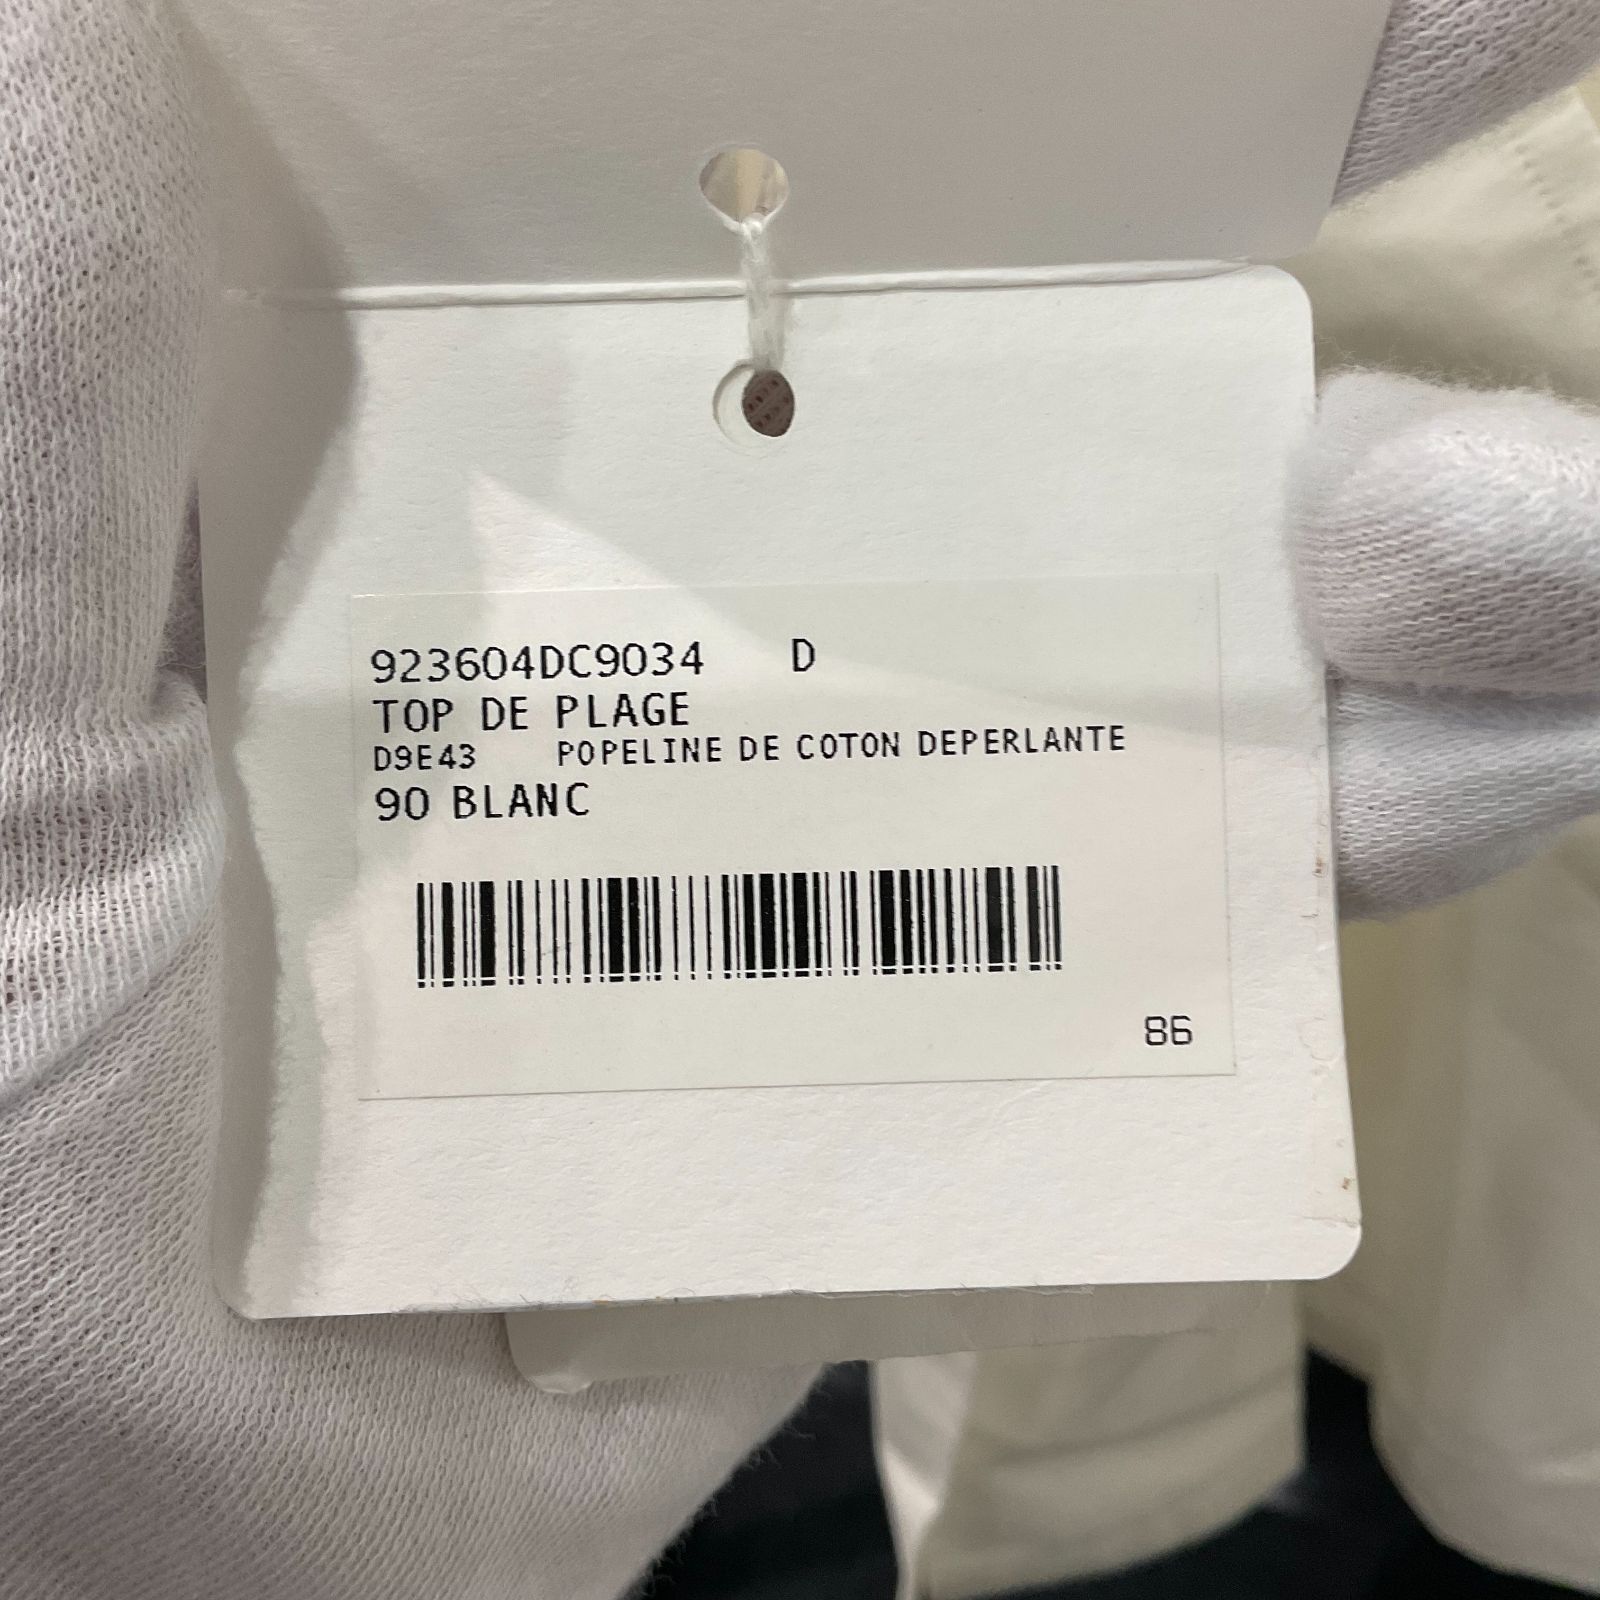 923604DC9034 D
TOP DE PLAGE
D9E43 POPELINE DE COTON DEPERLANTE
90 BLANC
86